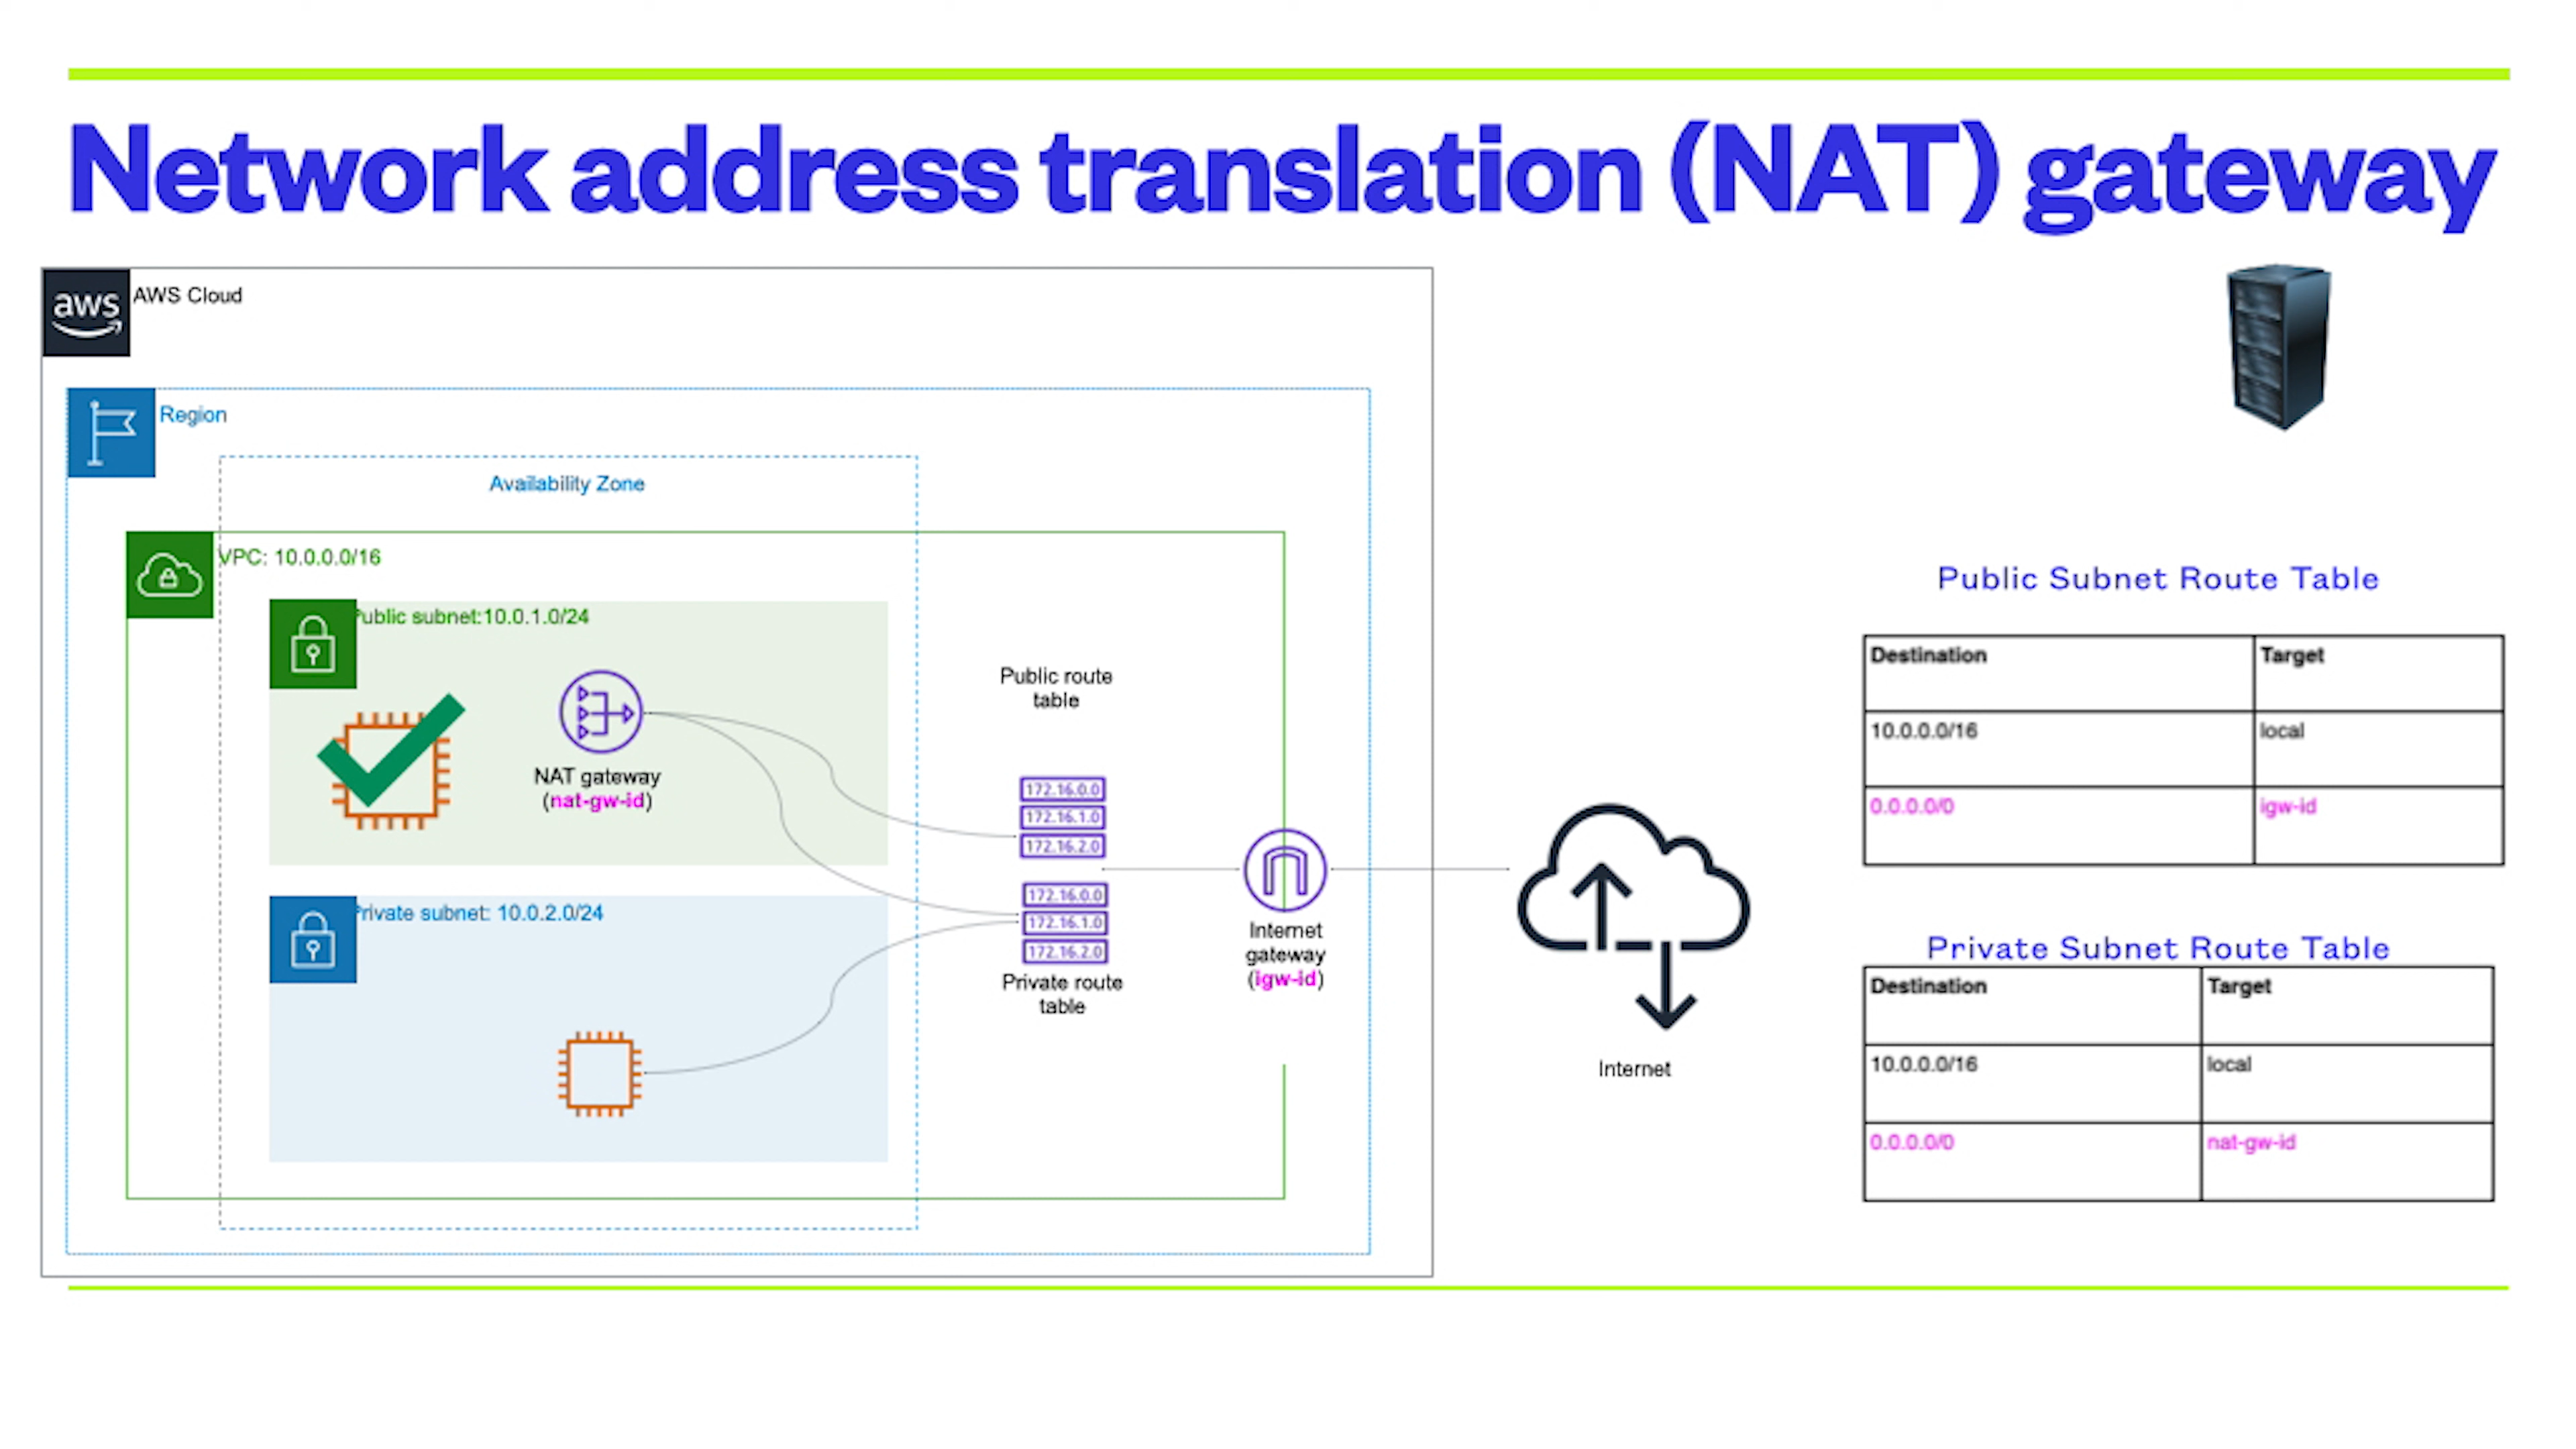 Network address translation (NAT) gateway
aws
AWS Cloud
Region
Availability Zone
VPC: 10.0.0.0/16
Public subnet:10.0.1.0/24
NAT gateway
(nat-gw-id)
Private subnet: 10.0.2.0/24
Public route
table
172.16.0.0
172.16.1.0
172.16.2.0
172.16.0.0
172.16.1.0
172.16.2.0
Private route
table
Internet
gateway
(igw-id)
Internet
Public Subnet Route Table
Destination Target
10.0.0.0/16 local
0.0.0.0/0 igw-id
Private Subnet Route Table
Destination Target
10.0.0.0/16 local
0.0.0.0/0 nat-gw-id